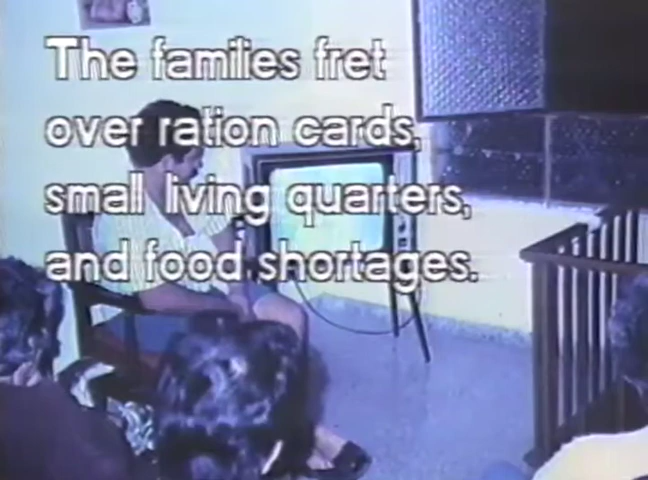 The families fret
over ration cards,
small living quarters,
and food shortages.